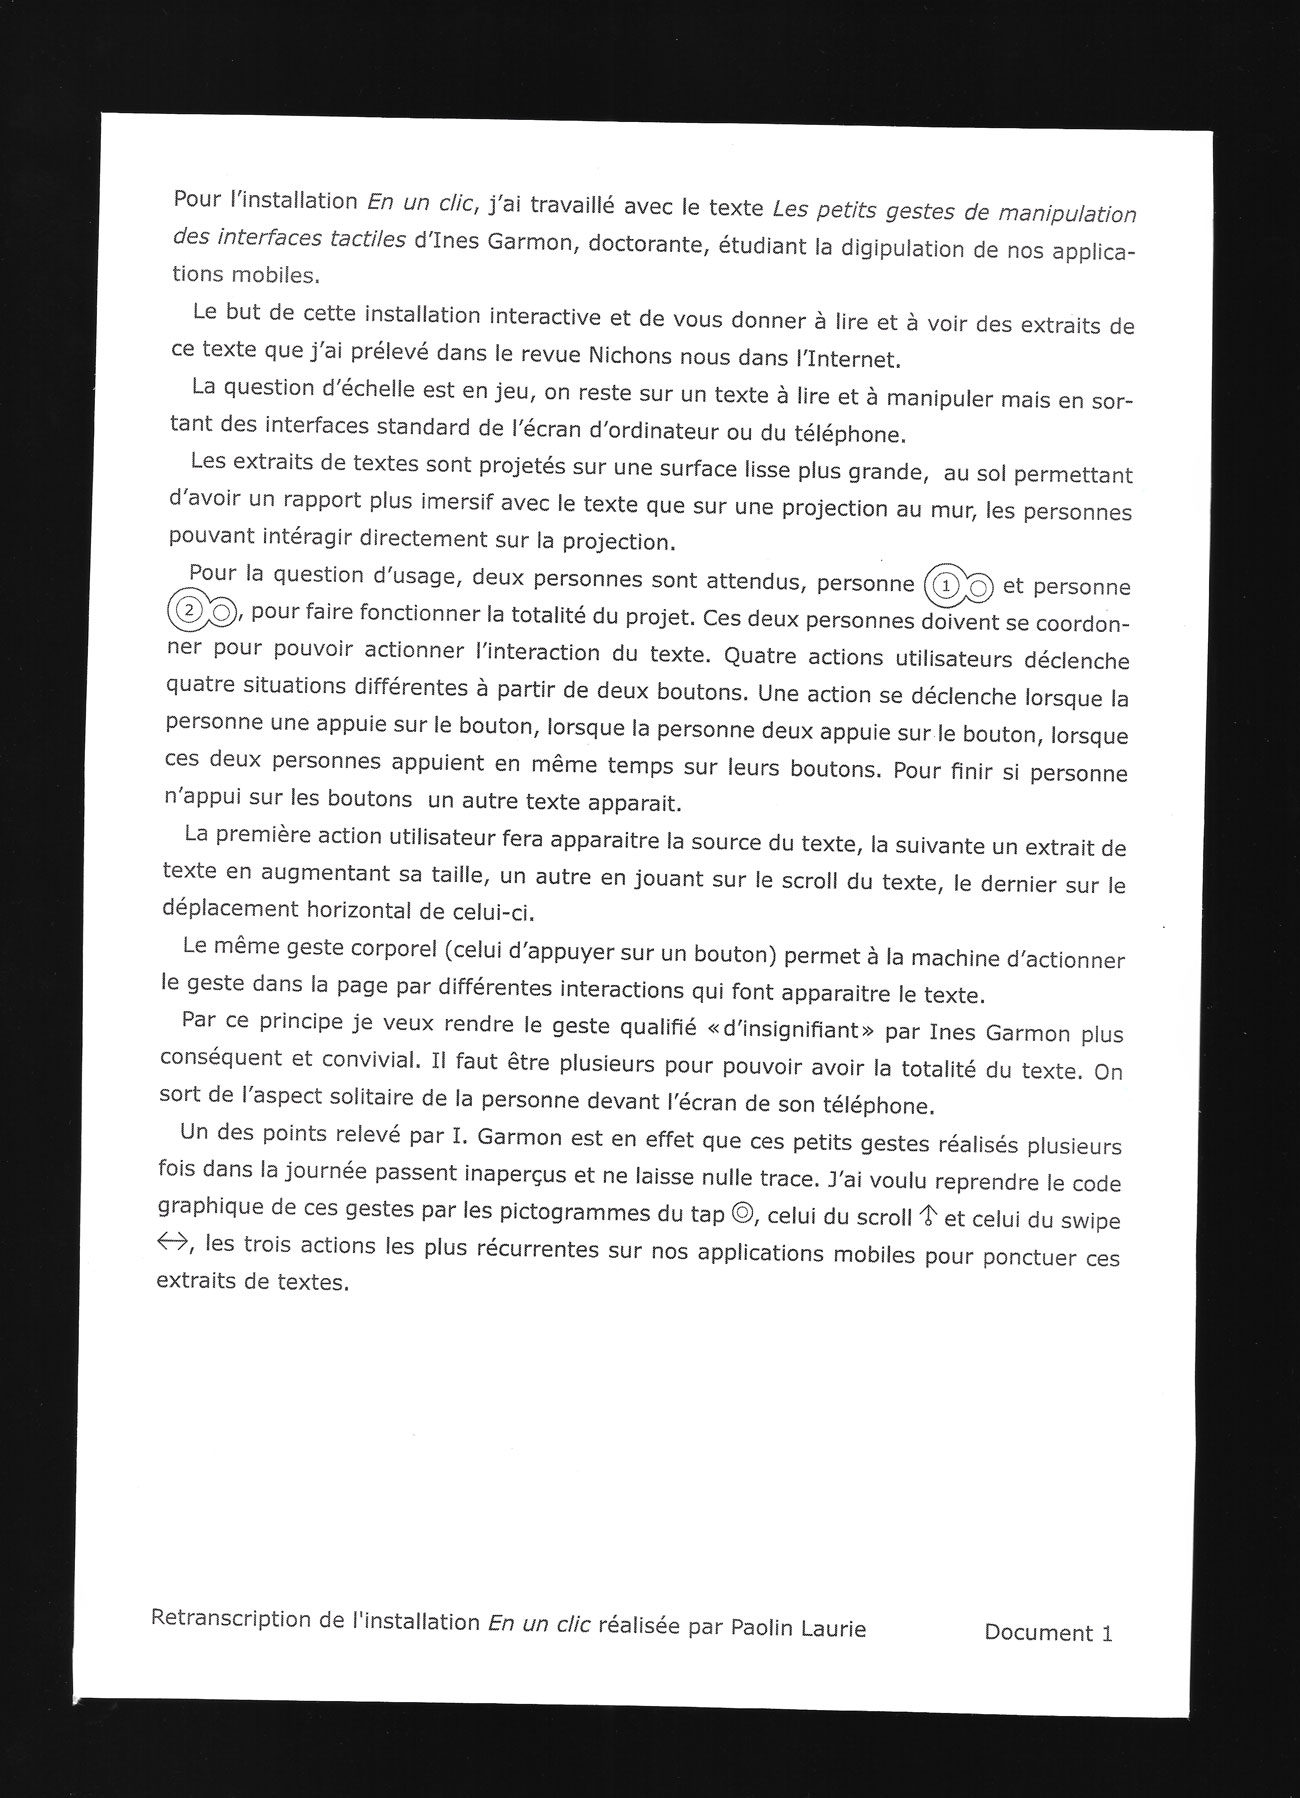 Pour l'installation En un clic, j'ai travaillé avec le texte Les petits gestes de manipulation
des interfaces tactiles d'Ines Garmon, doctorante, étudiant la digipulation de nos applica-
tions mobiles.
Le but de cette installation interactive et de vous donner à lire et à voir des extraits de
ce texte que j'ai prélevé dans le revue Nichons nous dans l'Internet.
La question d'échelle est en jeu, on reste sur un texte à lire et à manipuler mais en sor-
tant des interfaces standard de l'écran d'ordinateur ou du téléphone.
Les extraits de textes sont projetés sur une surface lisse plus grande, au sol permettant
d'avoir un rapport plus imersif avec le texte que sur une projection au mur, les personnes
pouvant intéragir directement sur la projection.
Pour la question d'usage, deux personnes sont attendus, personne 1 et personne
2, pour faire fonctionner la totalité du projet. Ces deux personnes doivent se coordon-
ner pour pouvoir actionner l'interaction du texte. Quatre actions utilisateurs déclenche
quatre situations différentes à partir de deux boutons. Une action se déclenche lorsque la
personne une appuie sur le bouton, lorsque la personne deux appuie sur le bouton, lorsque
ces deux personnes appuient en même temps sur leurs boutons. Pour finir si personne
n'appui sur les boutons un autre texte apparait.
La première action utilisateur fera apparaitre la source du texte, la suivante un extrait de
texte en augmentant sa taille, un autre en jouant sur le scroll du texte, le dernier sur le
déplacement horizontal de celui-ci.
Le même geste corporel (celui d'appuyer sur un bouton) permet à la machine d'actionner
le geste dans la page par différentes interactions qui font apparaitre le texte.
Par ce principe je veux rendre le geste qualifié «d'insignifiant» par Ines Garmon plus
conséquent et convivial. Il faut être plusieurs pour pouvoir avoir la totalité du texte. On
sort de l'aspect solitaire de la personne devant l'écran de son téléphone.
Un des points relevé par I. Garmon est en effet que ces petits gestes réalisés plusieurs
fois dans la journée passent inaperçus et ne laisse nulle trace. J'ai voulu reprendre le code
graphique de ces gestes par les pictogrammes du tap ◎, celui du scroll ↑ et celui du swipe
↔, les trois actions les plus récurrentes sur nos applications mobiles pour ponctuer ces
extraits de textes.
Retranscription de l'installation En un clic réalisée par Paolin Laurie Document 1